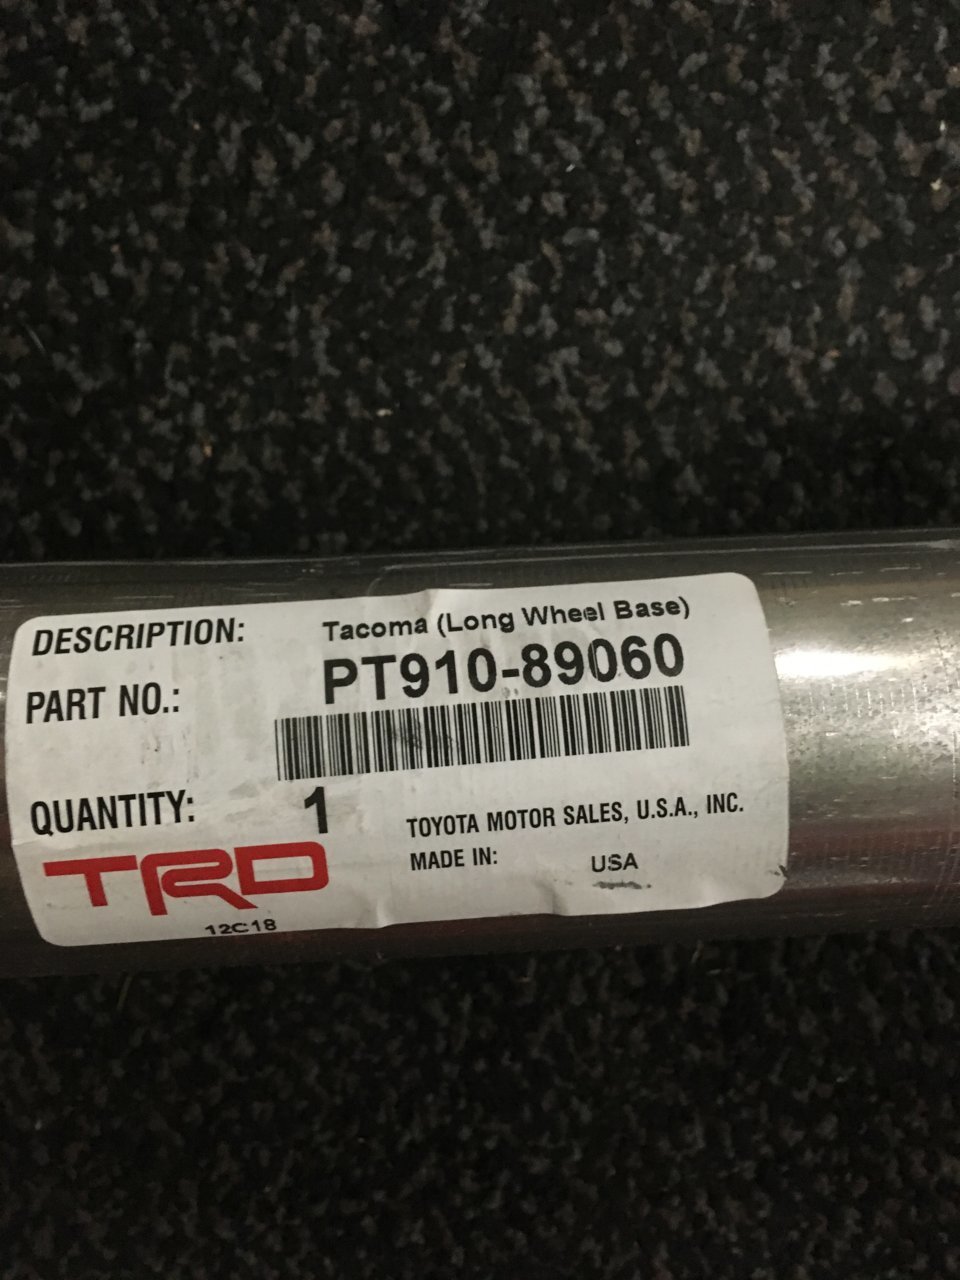 DESCRIPTION: Tacoma (Long Wheel Base)
PART NO.: PT910-89060
QUANTITY: 1
TOYOTA MOTOR SALES, U.S.A., INC.
MADE IN: USA
TRD
12C18